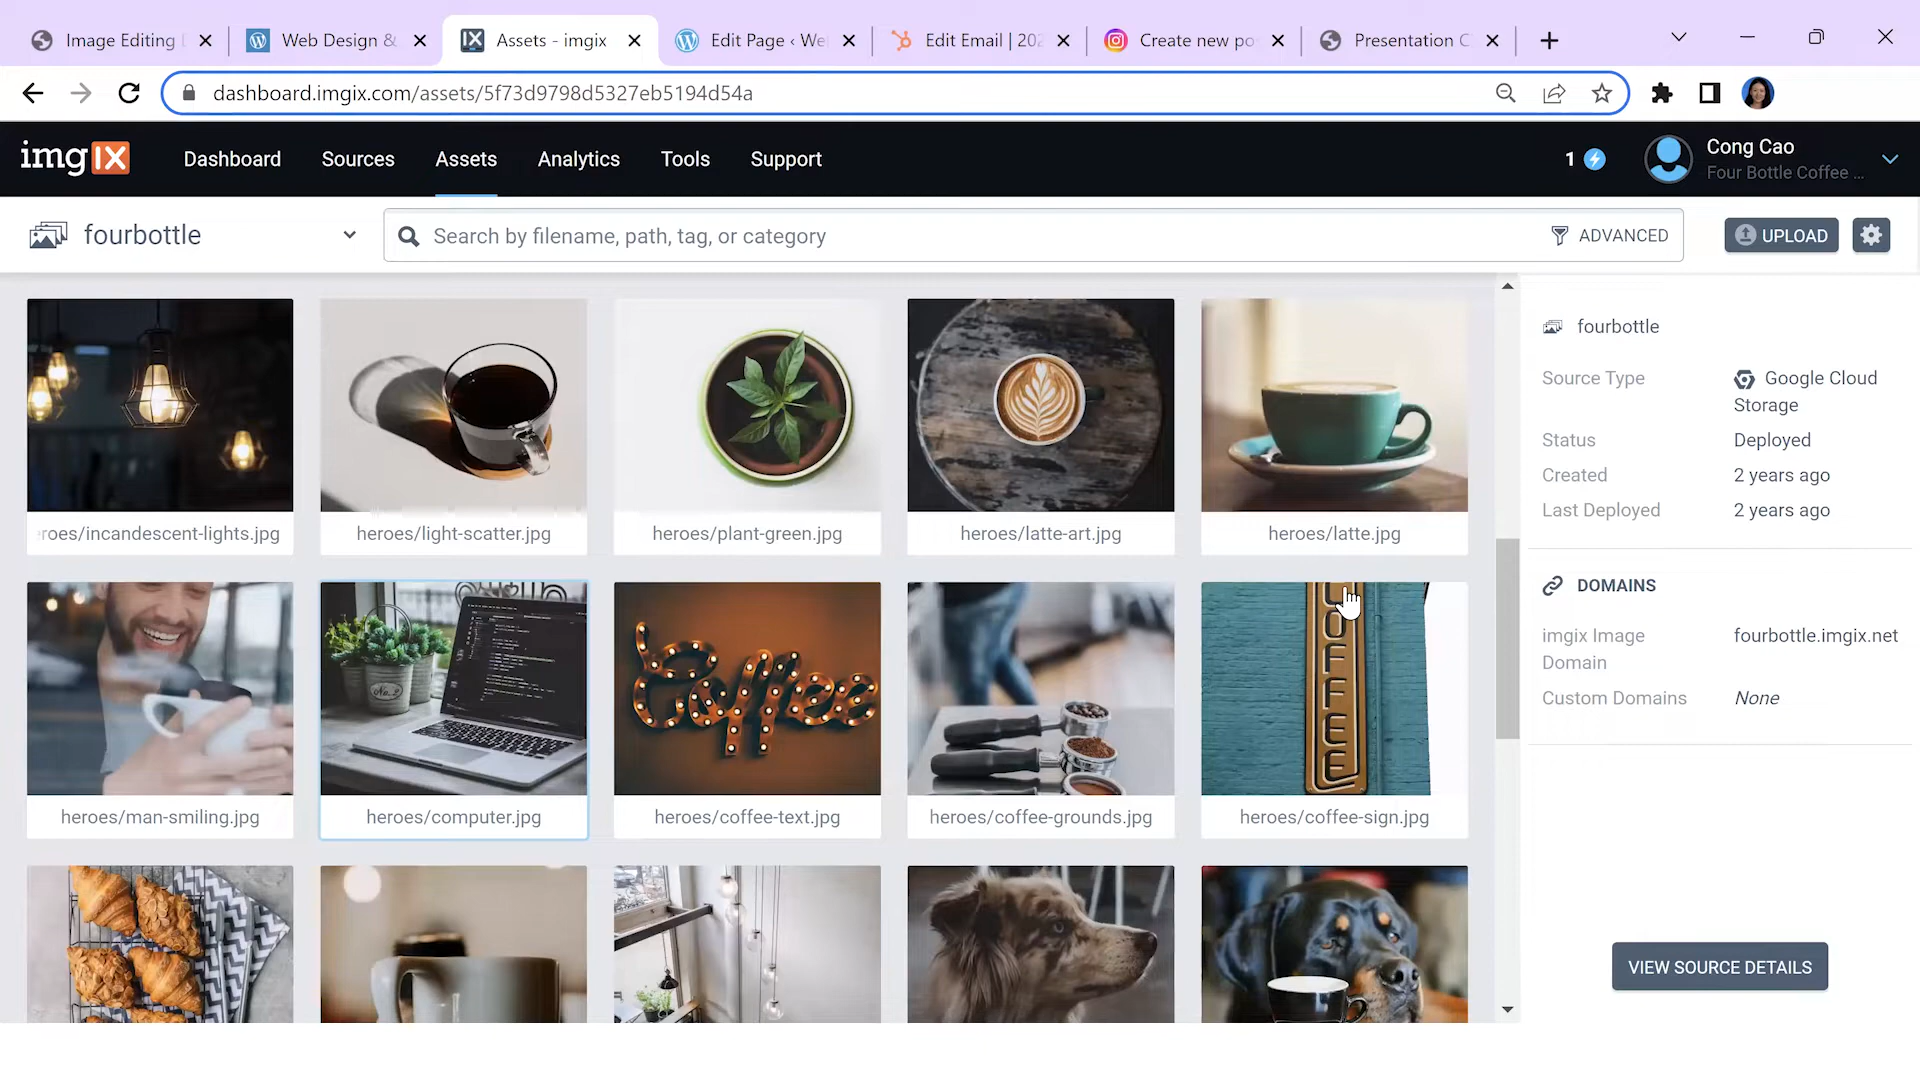 Image Editing
Web Design &
Assets - imgix
Edit Page ‹ We
Edit Email | 202
Create new po
Presentation C
dashboard.imgix.com/assets/5f73d9798d5327eb5194d54a
imgix
Dashboard
Sources
Assets
Analytics
Tools
Support
1
Cong Cao
Four Bottle Coffee ...
fourbottle
Search by filename, path, tag, or category
ADVANCED
UPLOAD
roes/incandescent-lights.jpg
heroes/light-scatter.jpg
heroes/plant-green.jpg
heroes/latte-art.jpg
heroes/latte.jpg
No.2
Coffee
COFFEE
heroes/man-smiling.jpg
heroes/computer.jpg
heroes/coffee-text.jpg
heroes/coffee-grounds.jpg
heroes/coffee-sign.jpg
fourbottle
Source Type
Google Cloud
Storage
Status
Deployed
Created
2 years ago
Last Deployed
2 years ago
DOMAINS
imgix Image
Domain
fourbottle.imgix.net
Custom Domains
None
VIEW SOURCE DETAILS